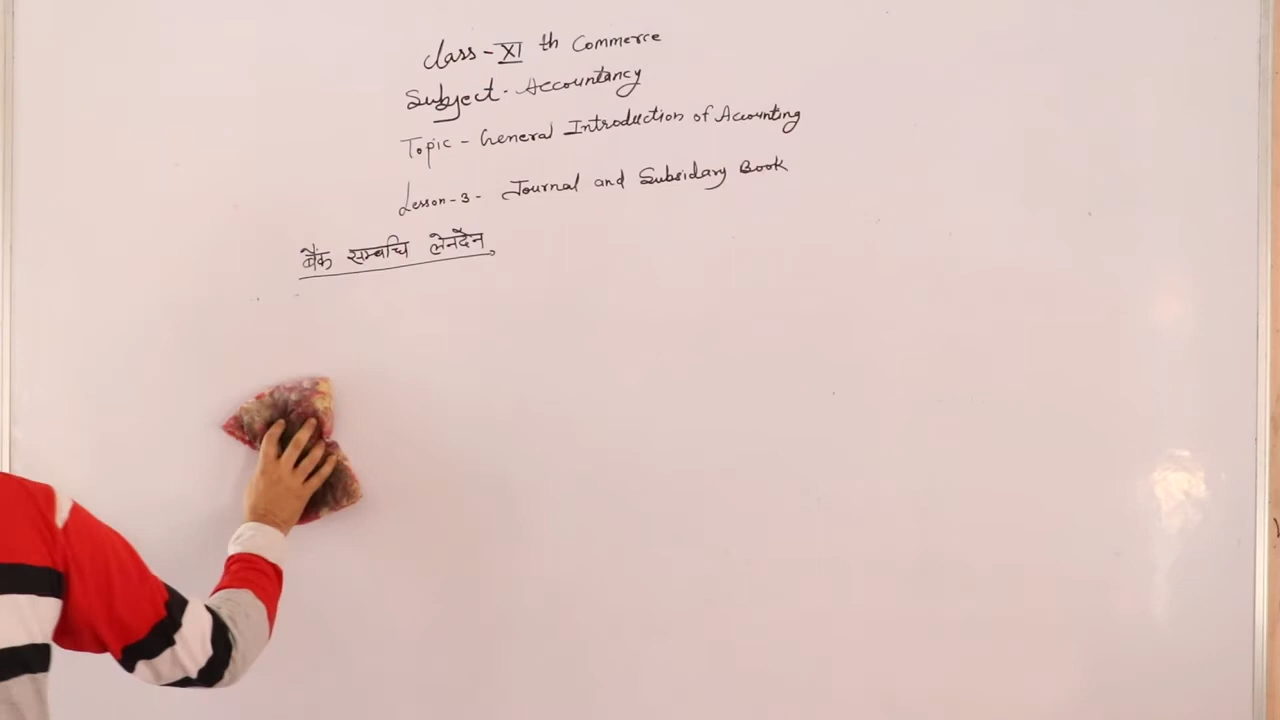 Class - XI th Commerce
Subject - Accountancy
Topic - General Introduction of Accounting
Lesson - 3 - Journal and Subsidary Book
बैंक सम्बंधि लेनदेन